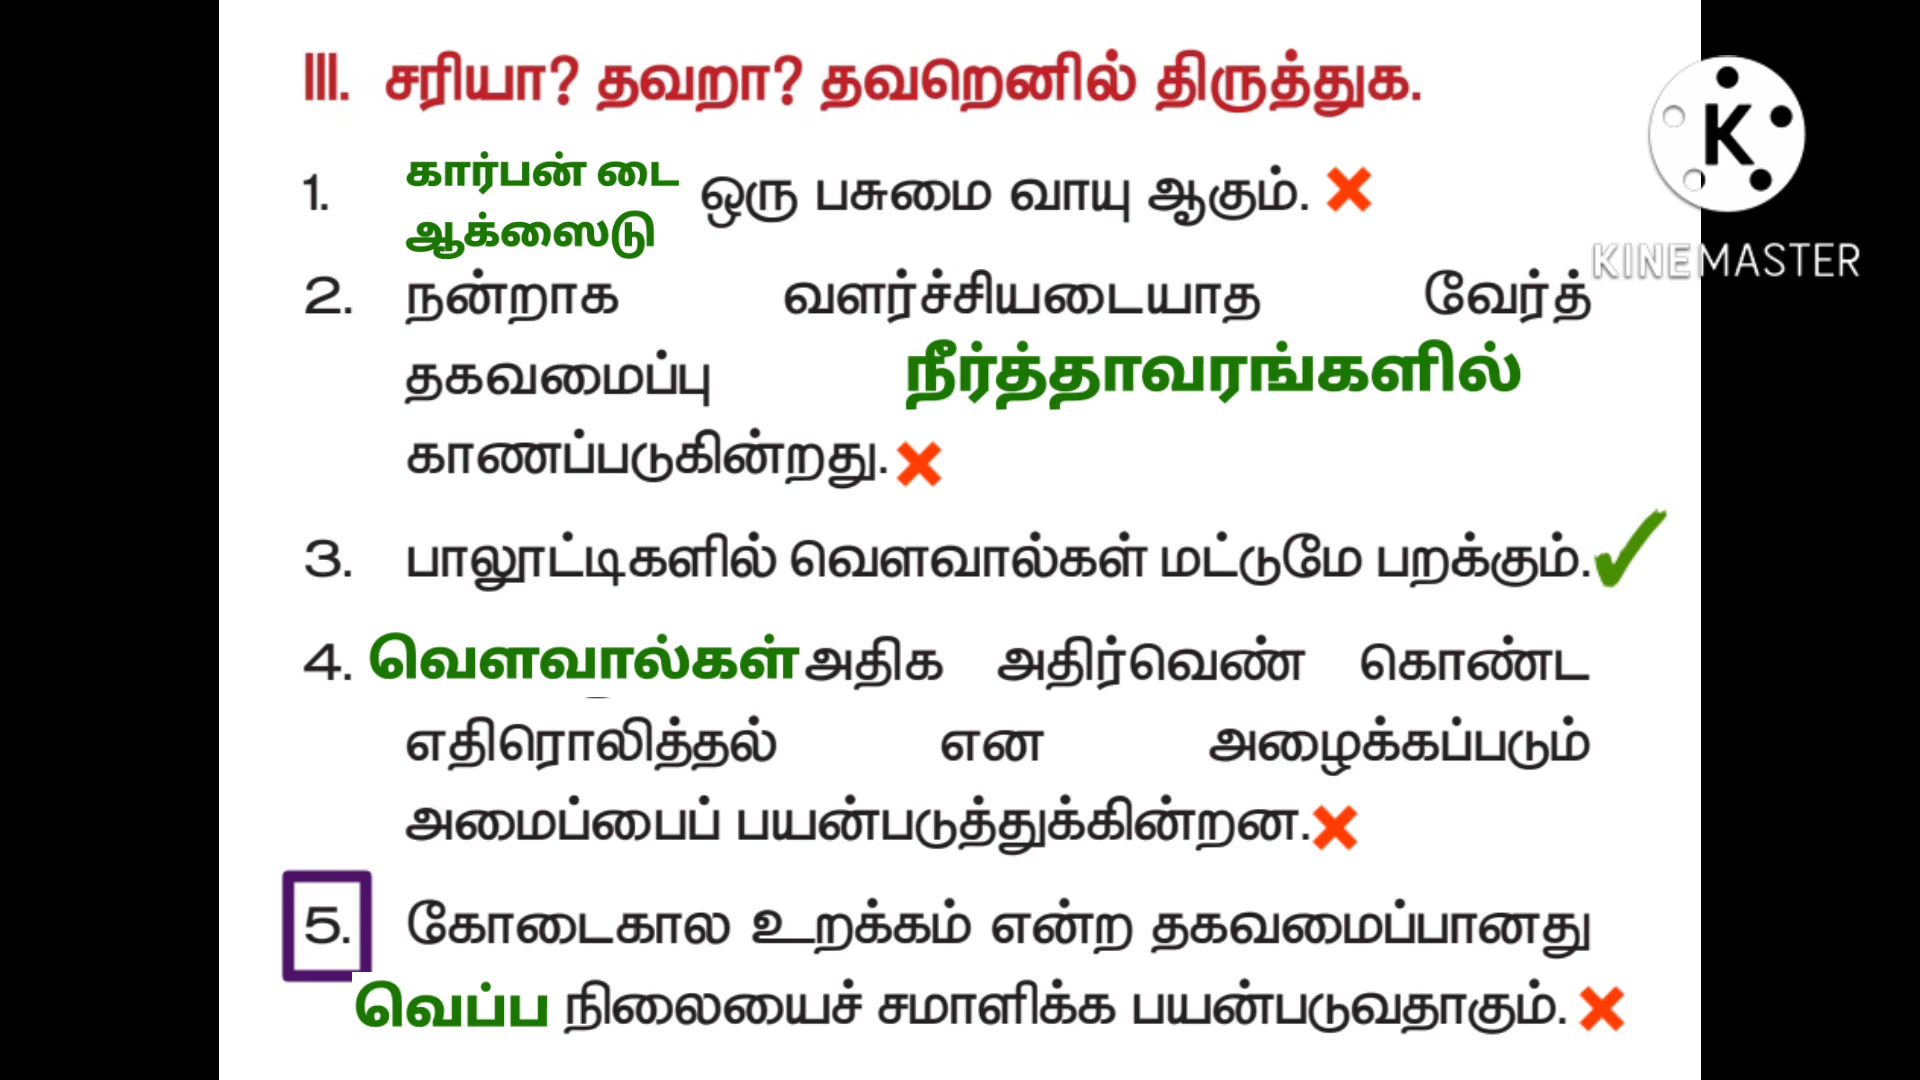 III. சரியா? தவறா? தவறெனில் திருத்துக.
K
KINEMASTER
1. கார்பன் டை
ஆக்ஸைடு ஒரு பசுமை வாயு ஆகும்.
2. நன்றாக வளர்ச்சியடையாத வேர்த்
தகவமைப்பு நீர்த்தாவரங்களில்
காணப்படுகின்றது.
3. பாலூட்டிகளில் வௌவால்கள் மட்டுமே பறக்கும்.
4. வௌவால்கள் அதிக அதிர்வெண் கொண்ட
எதிரொலித்தல் என அழைக்கப்படும்
அமைப்பைப் பயன்படுத்துக்கின்றன.
5. கோடைகால உறக்கம் என்ற தகவமைப்பானது
வெப்ப நிலையைச் சமாளிக்க பயன்படுவதாகும்.